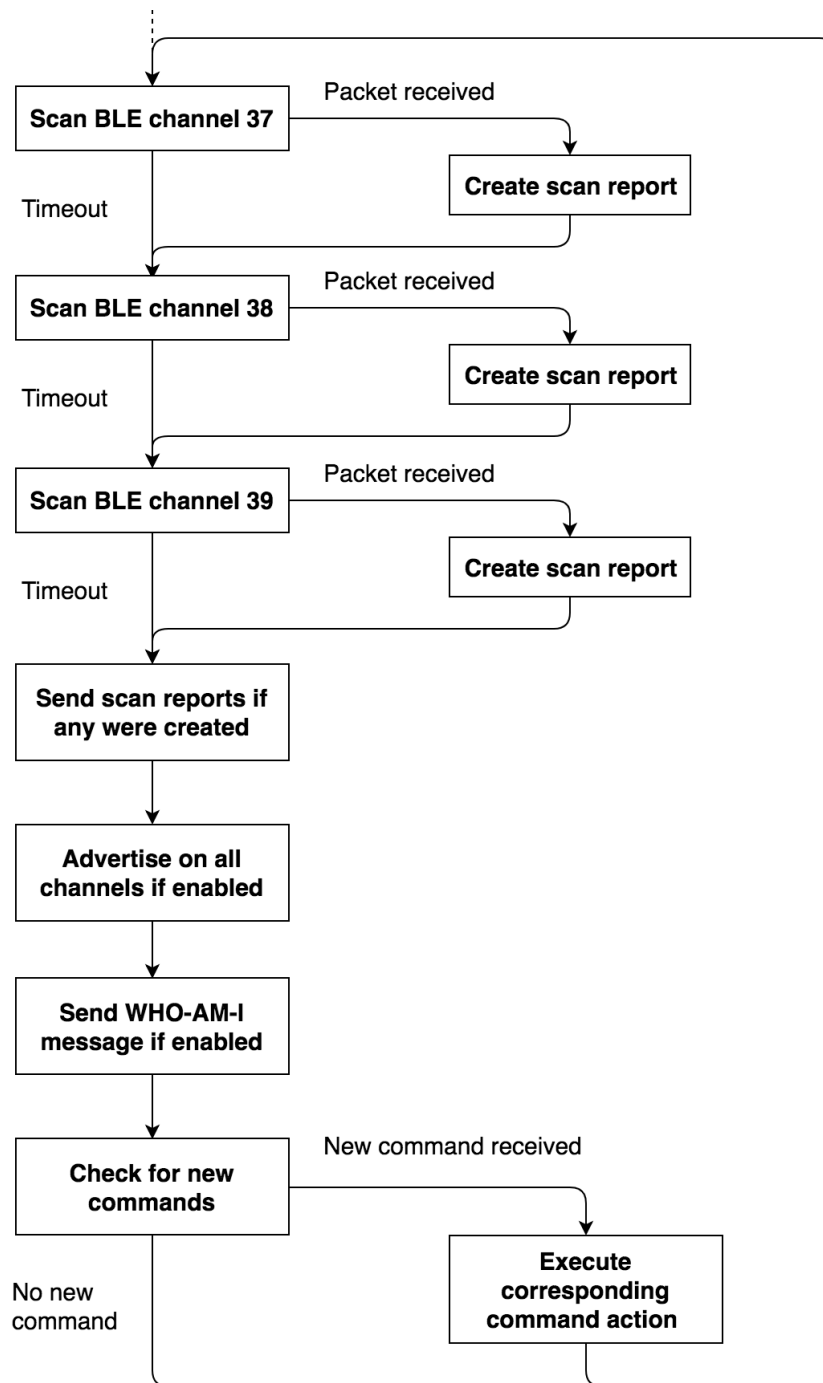 Packet received
Scan BLE channel 37
Create scan report
Timeout
Packet received
Scan BLE channel 38
Create scan report
Timeout
Packet received
Scan BLE channel 39
Create scan report
Timeout
Send scan reports if
any were created
Advertise on all
channels if enabled
Send WHO-AM-I
message if enabled
New command received
Check for new
commands
Execute
corresponding
command action
No new
command